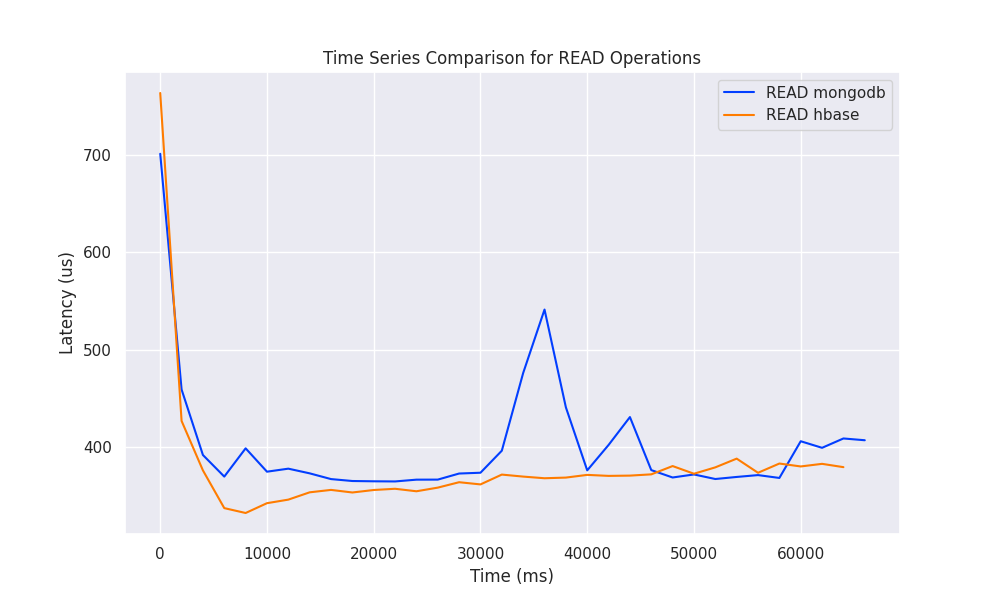 Time Series Comparison for READ Operations
READ mongodb
READ hbase
Latency (us)
700
600
500
400
0 10000 20000 30000 40000 50000 60000
Time (ms)